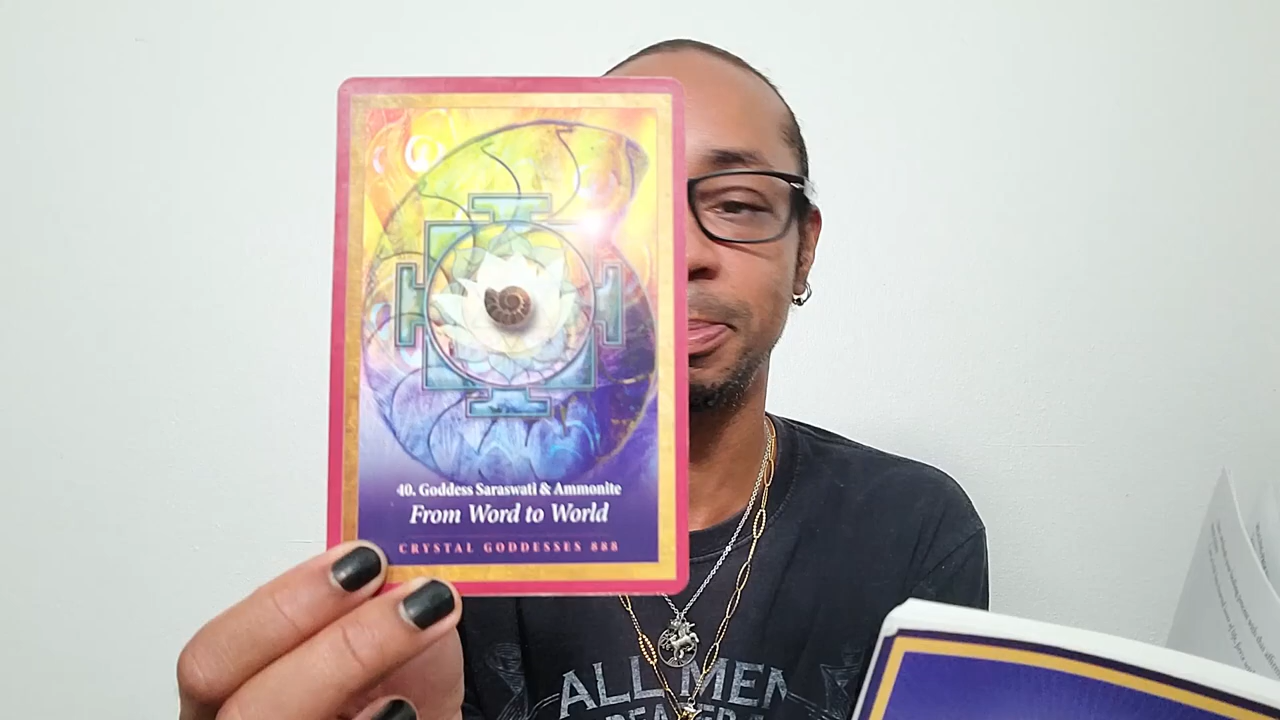 40. Goddess Saraswati & Ammonite
From Word to World
CRYSTAL GODDESSES 888
ALL MEN